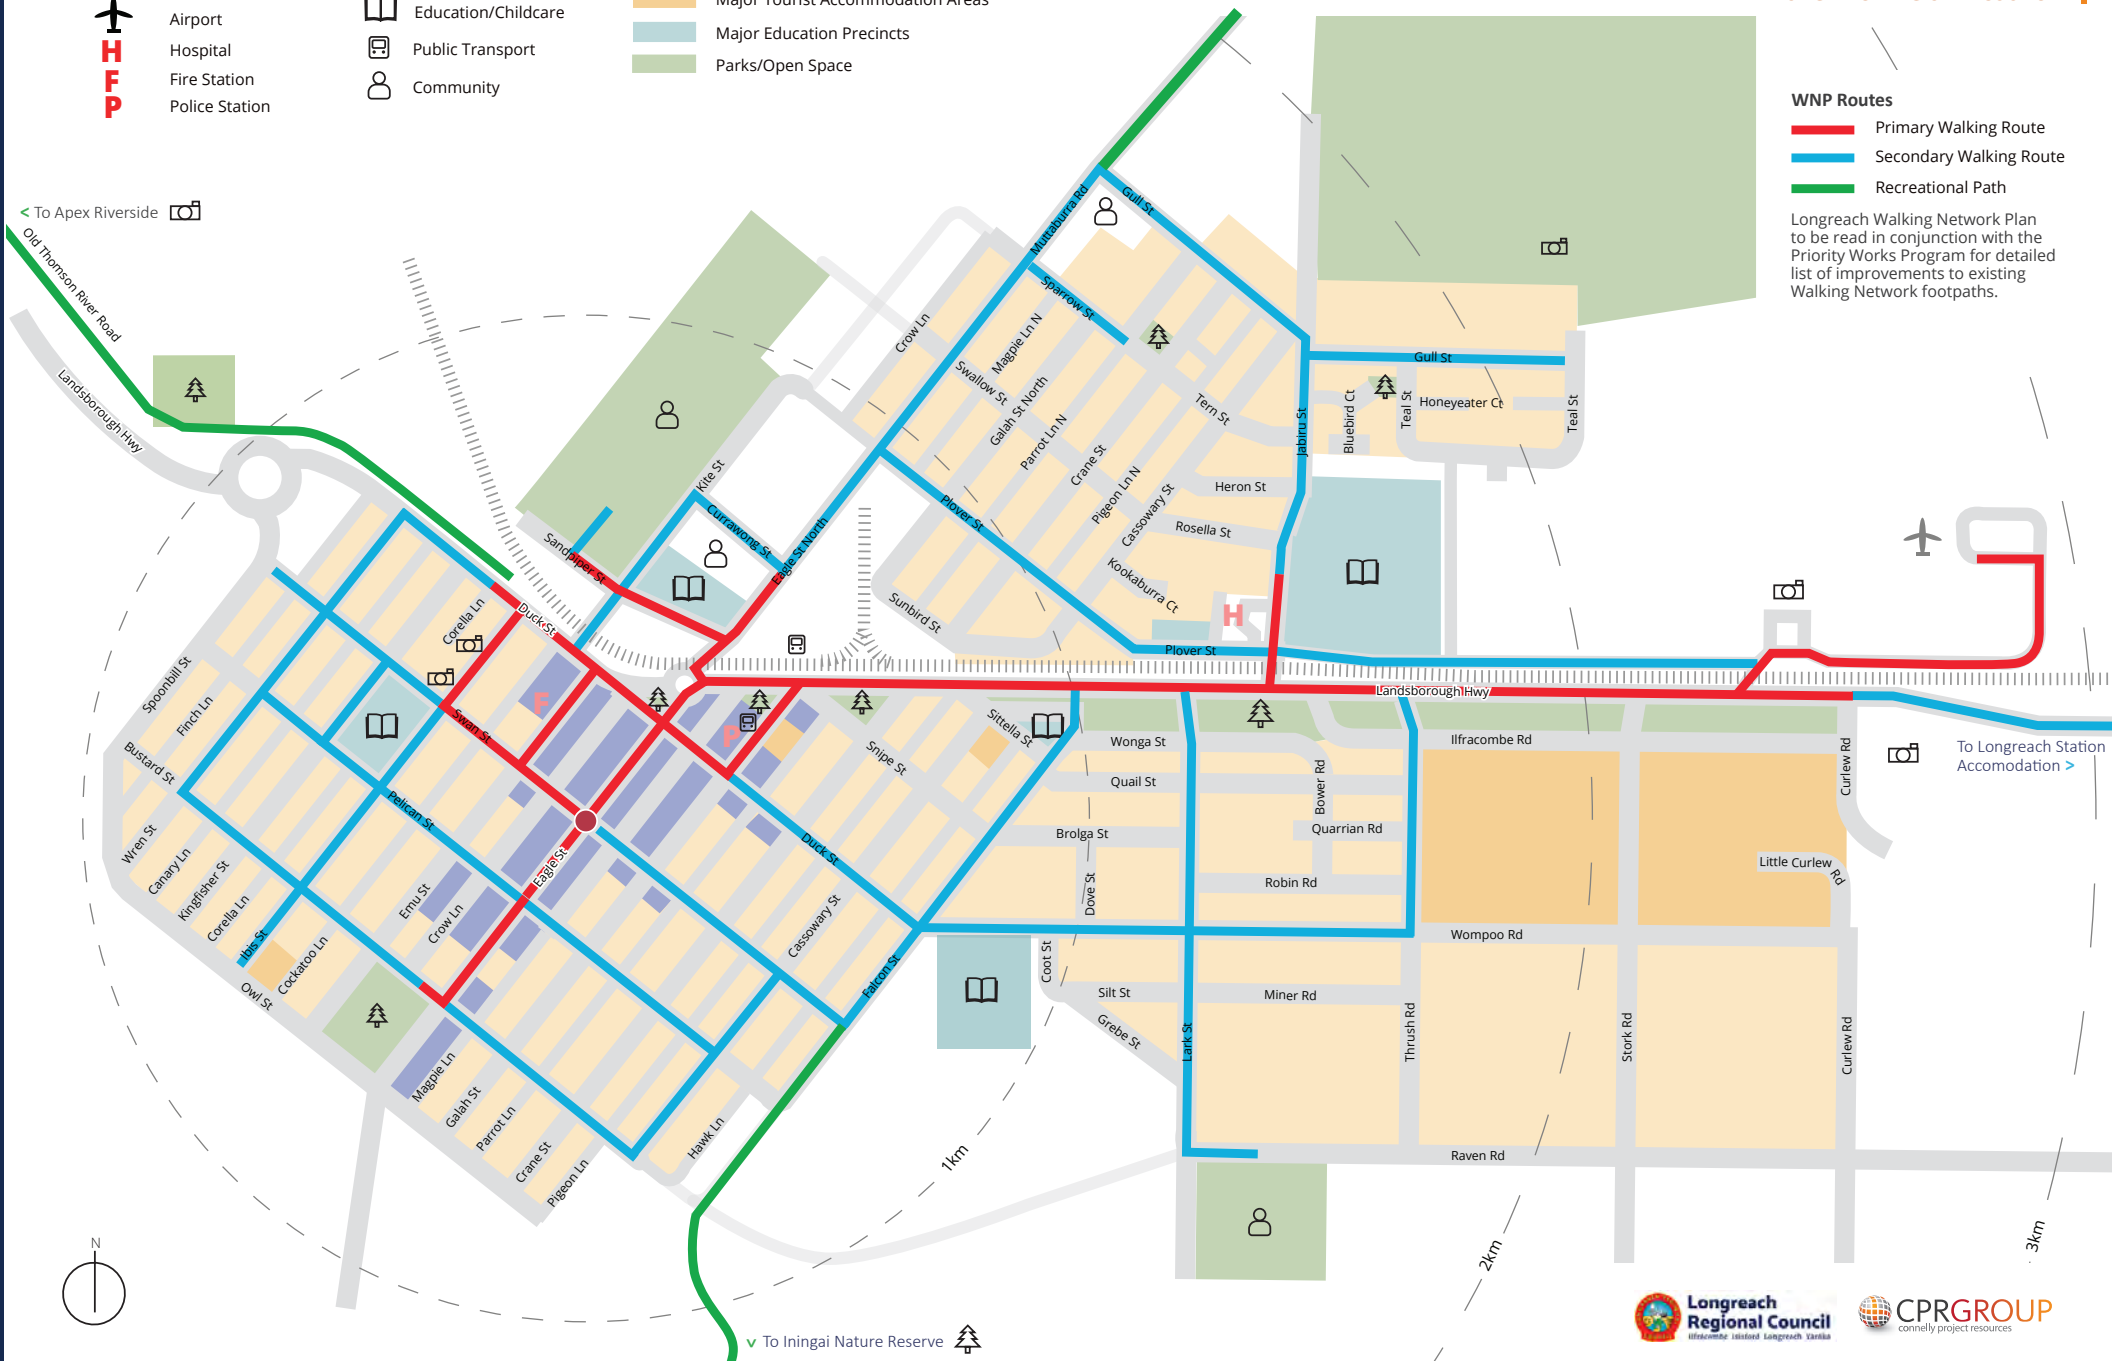 Airport
Hospital
Fire Station
Police Station
Education/Childcare
Public Transport
Community
Major Tourist Accommodation Areas
Major Education Precincts
Parks/Open Space
H
F
P
WNP Routes
Primary Walking Route
Secondary Walking Route
Recreational Path
Longreach Walking Network Plan
to be read in conjunction with the
Priority Works Program for detailed
list of improvements to existing
Walking Network footpaths.
< To Apex Riverside
Old Thomson River Road
Landsborough Hwy
Muttaburra Rd
Gull St
Sparrow St
Crow Ln
Magpie Ln N
Swallow St
Galah St North
Parrot Ln N
Crane St
Pigeon Ln N
Cassowary St
Tern St
Heron St
Rosella St
Kookaburra Ct
Jabiru St
Gull St
Bluebird Ct
Teal St
Honeyeater Ct
Teal St
Kite St
Currawong St
Eagle St North
Plover St
Sandpiper St
Sunbird St
H
Plover St
Landsborough Hwy
Corella Ln
Duck St
Spoonbill St
Finch Ln
Bustard St
Swan St
F
P
Sittella St
Snipe St
Wonga St
Quail St
Brolga St
Dove St
Bower Rd
Quarrian Rd
Robin Rd
Ilfracombe Rd
Curlew Rd
Little Curlew
Rd
To Longreach Station
Accomodation >
Wren St
Canary Ln
Kingfisher St
Corella Ln
Ibis St
Cockatoo Ln
Owl St
Pelican St
Emu St
Crow Ln
Eagle St
Duck St
Cassowary St
Falcon St
Coot St
Silt St
Grebe St
Lark St
Miner Rd
Wompoo Rd
Thrush Rd
Stork Rd
Curlew Rd
Raven Rd
Magpie Ln
Galah St
Parrot Ln
Crane St
Pigeon Ln
Hawk Ln
1km
2km
3km
N
v To Iningai Nature Reserve
Longreach
Regional Council
Ilfracombe Isisford Longreach Yaraka
CPRGROUP
connelly project resources